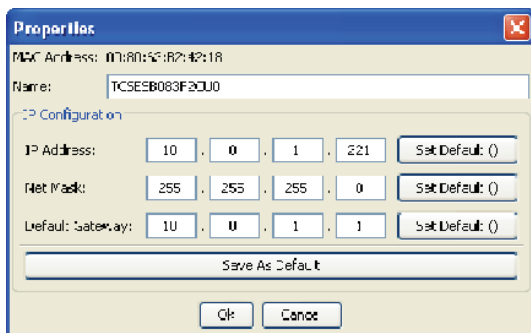 Properties
MAC Address: 00:80:63:B2:42:18
Name: TCSESB083F2CU0
IP Configuration
IP Address: 10 . 0 . 1 . 221 Set Default ()
Net Mask: 255 . 255 . 255 . 0 Set Default ()
Default Gateway: 10 . 0 . 1 . 1 Set Default ()
Save As Default
Ok Cancel